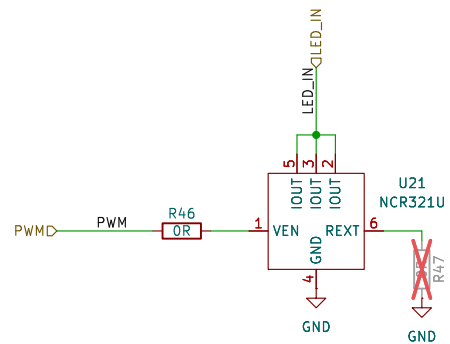 LED_IN
LED_IN
5
3
2
IOUT
IOUT
IOUT
U21
NCR321U
R46
PWM
PWM
0R
1
VEN
REXT
6
GND
4
R47
GND
GND